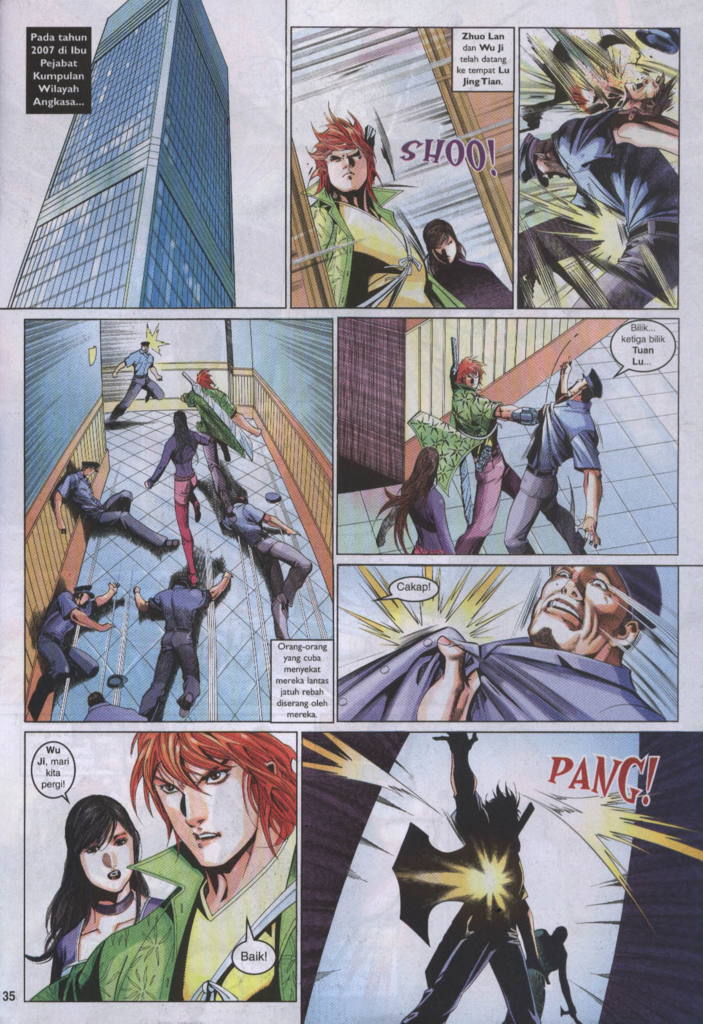 Pada tahun
2007 di Ibu
Pejabat
Kumpulan
Wilayah
Angkasa...
Zhuo Lan
dan Wu Ji
telah datang
ke tempat Lu
JingTian.
SHOO!
Bilik...
ketiga bilik
Tuan
Lu...
Orang-orang
yang cuba
menyekat
mereka lantas
jatuh rebah
diserang oleh
mereka.
Cakap!
Wu
Ji, mari
kita
pergi!
Baik!
PANG!
35